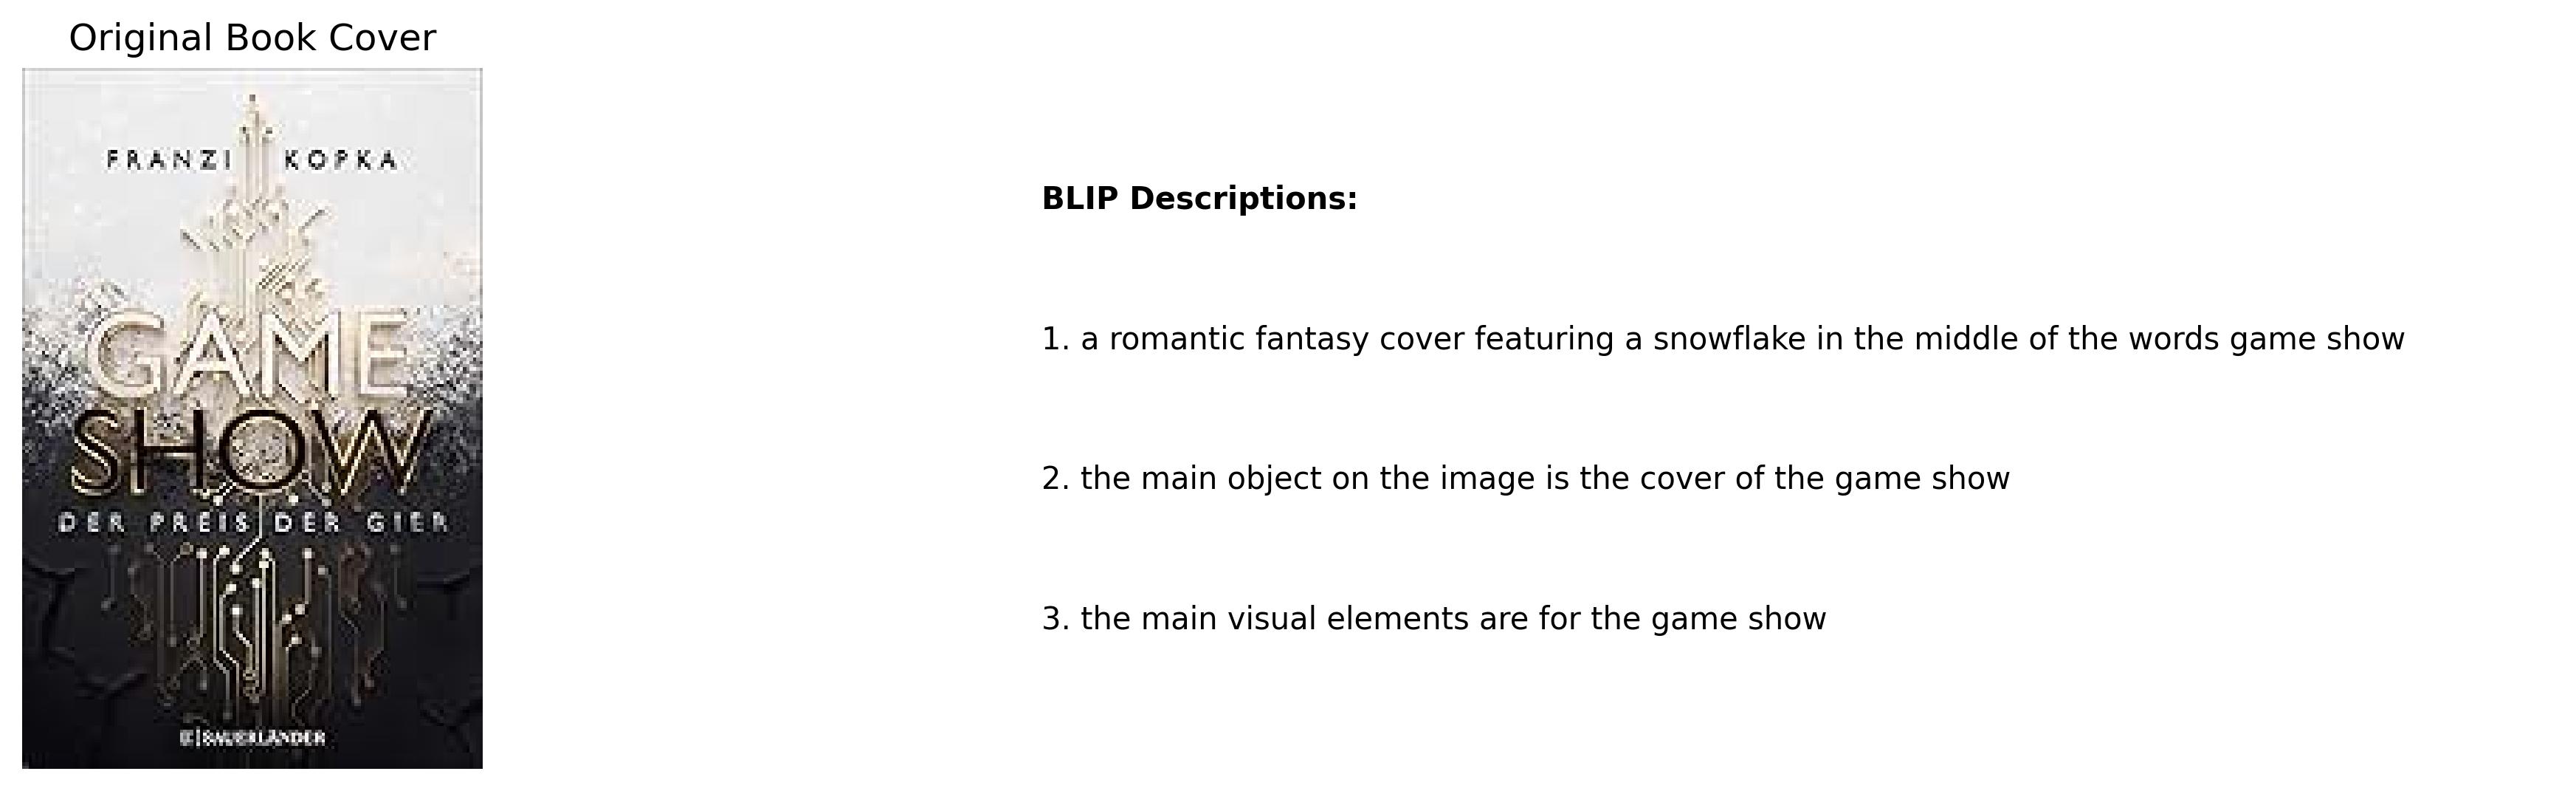 Original Book Cover
FRANZI KOPKA
GAME
SHOW
DER PREIS DER GIER
SAUERLÄNDER
BLIP Descriptions:
1. a romantic fantasy cover featuring a snowflake in the middle of the words game show
2. the main object on the image is the cover of the game show
3. the main visual elements are for the game show